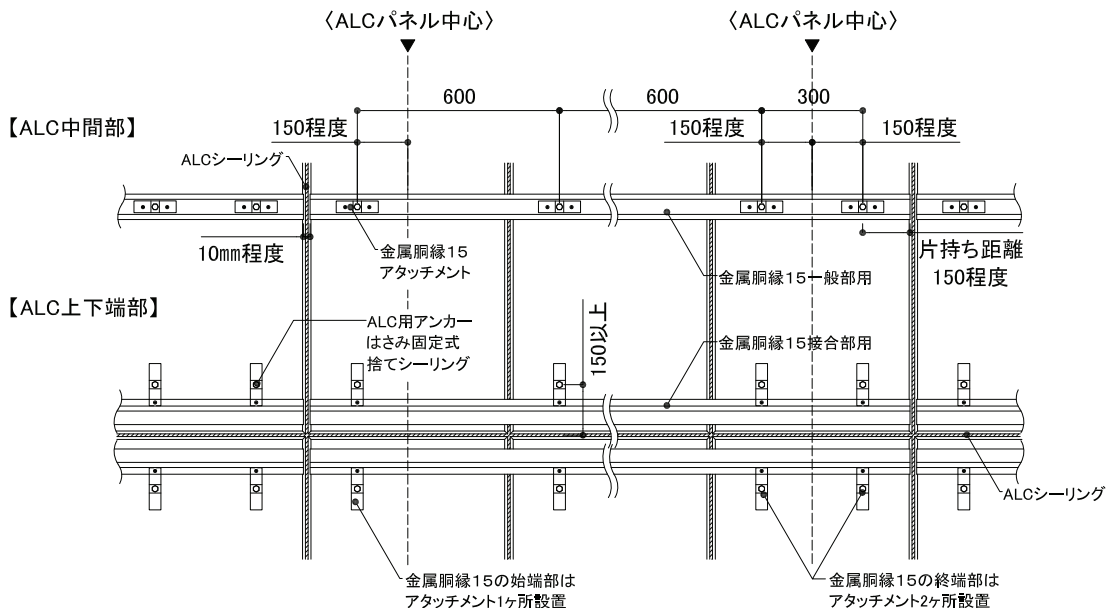 〈ALCパネル中心〉
〈ALCパネル中心〉
600
600
300
【ALC中間部】
150程度
150程度
150程度
ALCシーリング
10mm程度
金属胴縁15
アタッチメント
金属胴縁15一般部用
片持ち距離
150程度
【ALC上下端部】
ALC用アンカー
はさみ固定式
捨てシーリング
150以上
金属胴縁15接合部用
ALCシーリング
金属胴縁15の始端部は
アタッチメント1ヶ所設置
金属胴縁15の終端部は
アタッチメント2ヶ所設置